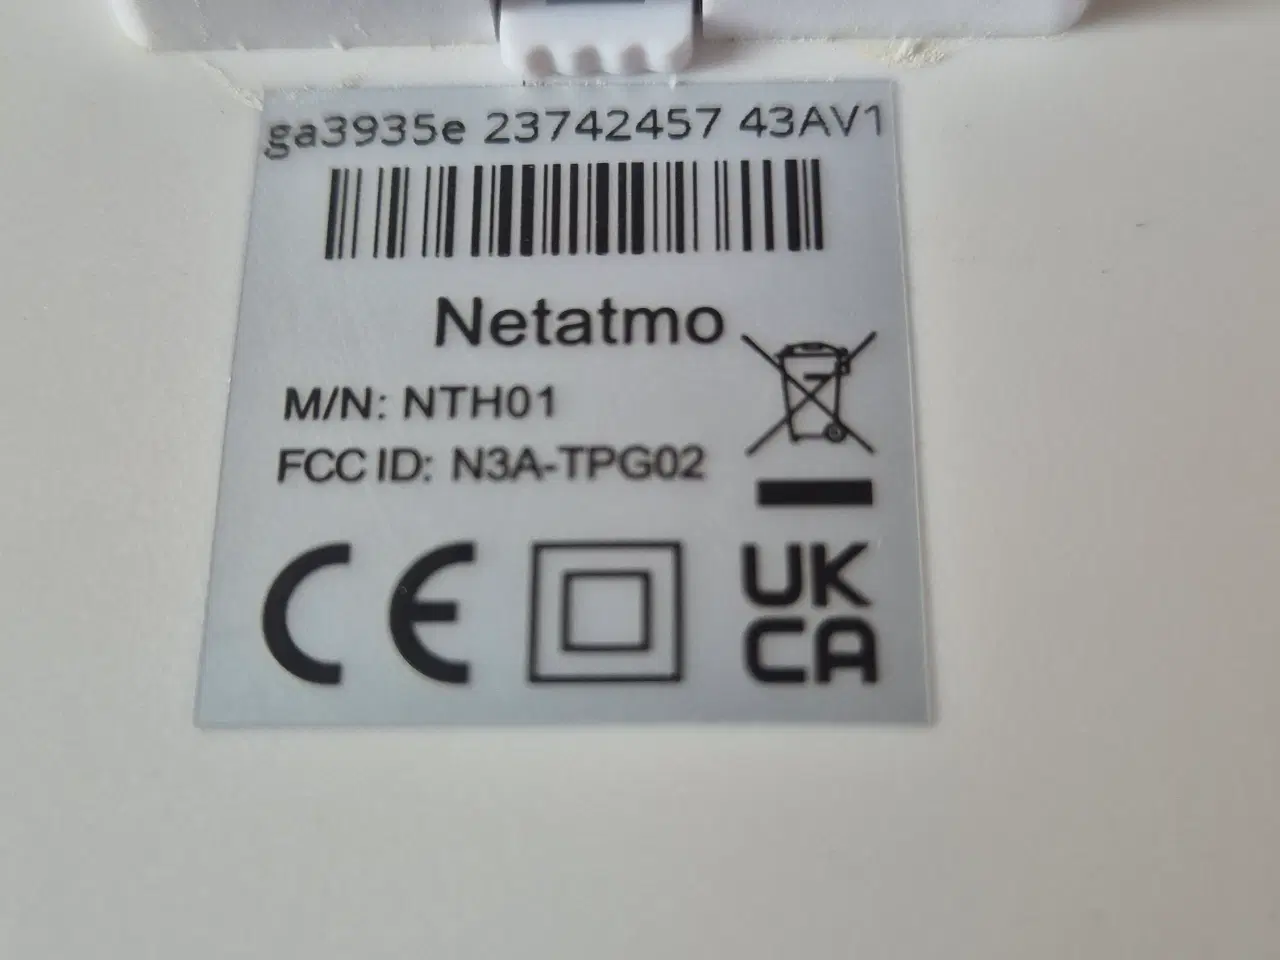 ga3935e 23742457 43AV1
Netatmo
M/N: NTH01
FCC ID: N3A-TPG02
CE
UK
CA